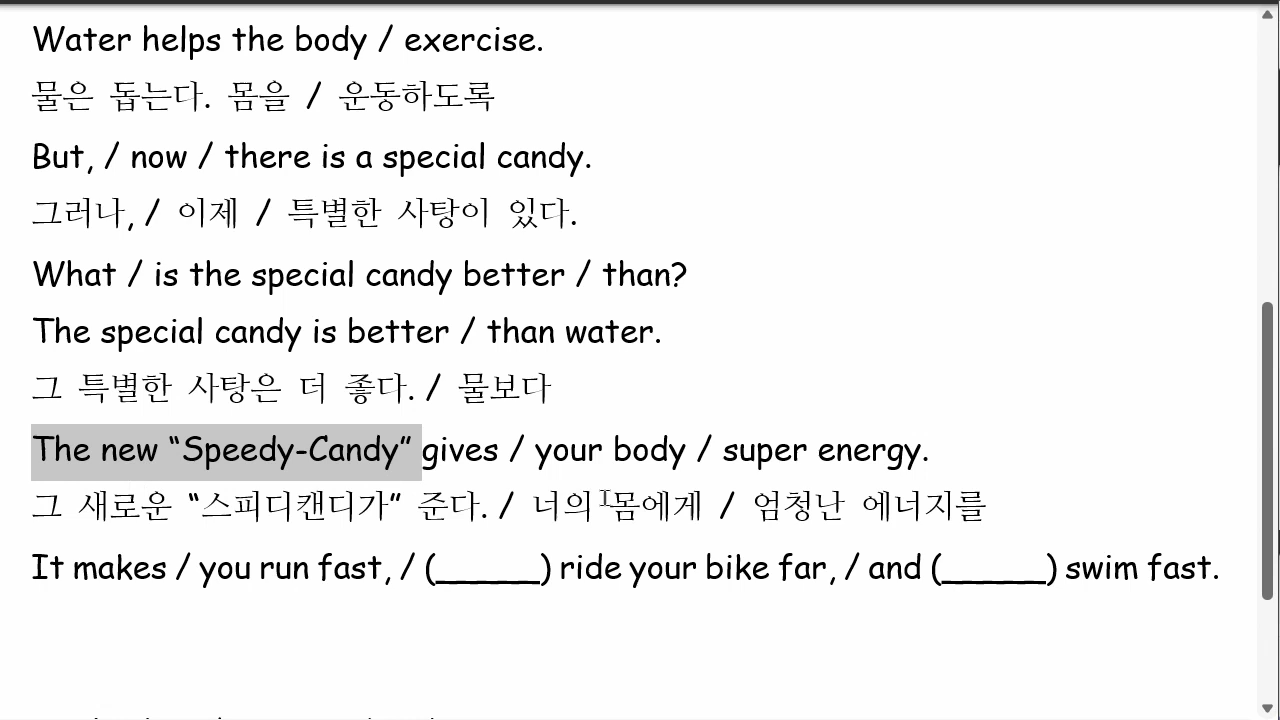 Water helps the body / exercise.
물은 돕는다. 몸을 / 운동하도록
But, / now / there is a special candy.
그러나, / 이제 / 특별한 사탕이 있다.
What / is the special candy better / than?
The special candy is better / than water.
그 특별한 사탕은 더 좋다. / 물보다
The new “Speedy-Candy” gives / your body / super energy.
그 새로운 “스피디캔디가” 준다. / 너의 몸에게 / 엄청난 에너지를
It makes / you run fast, / (______) ride your bike far, / and (______) swim fast.